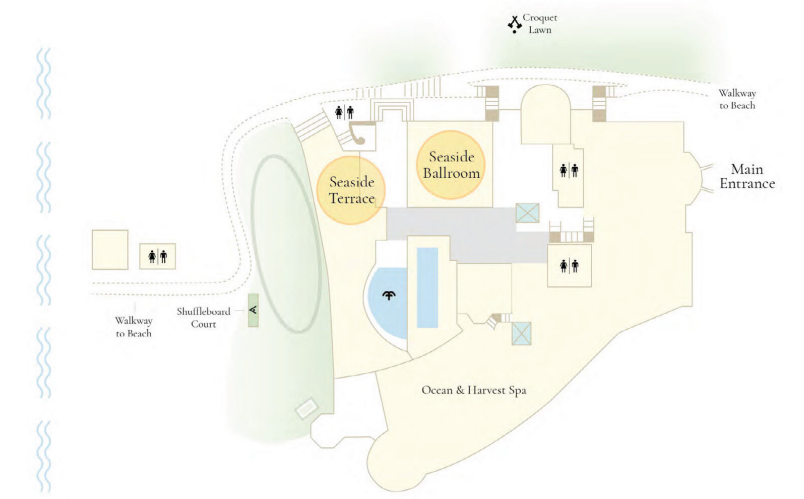 Croquet
Lawn
Walkway
to Beach
Seaside
Ballroom
Main
Entrance
Seaside
Terrace
Shuffleboard
Court
Walkway
to Beach
Ocean & Harvest Spa